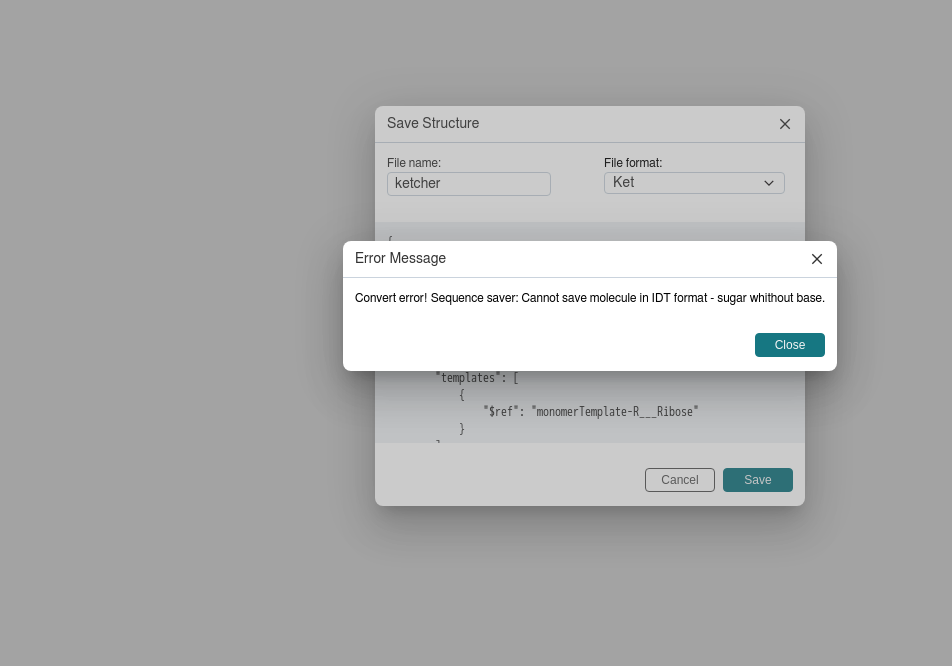 Save Structure
File name:
File format:
ketcher
Ket
{
Error Message
Convert error! Sequence saver: Cannot save molecule in IDT format - sugar whithout base.
Close
"templates": [
{
"$ref": "monomerTemplate-R___Ribose"
}
Cancel
Save